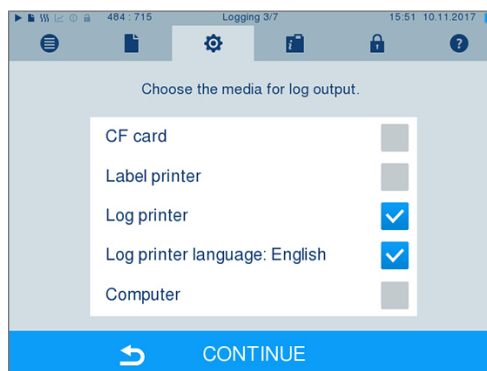 484 : 715 Logging 3/7 15:51 10.11.2017
i ?
Choose the media for log output.
CF card
Label printer
Log printer
Log printer language: English
Computer
CONTINUE